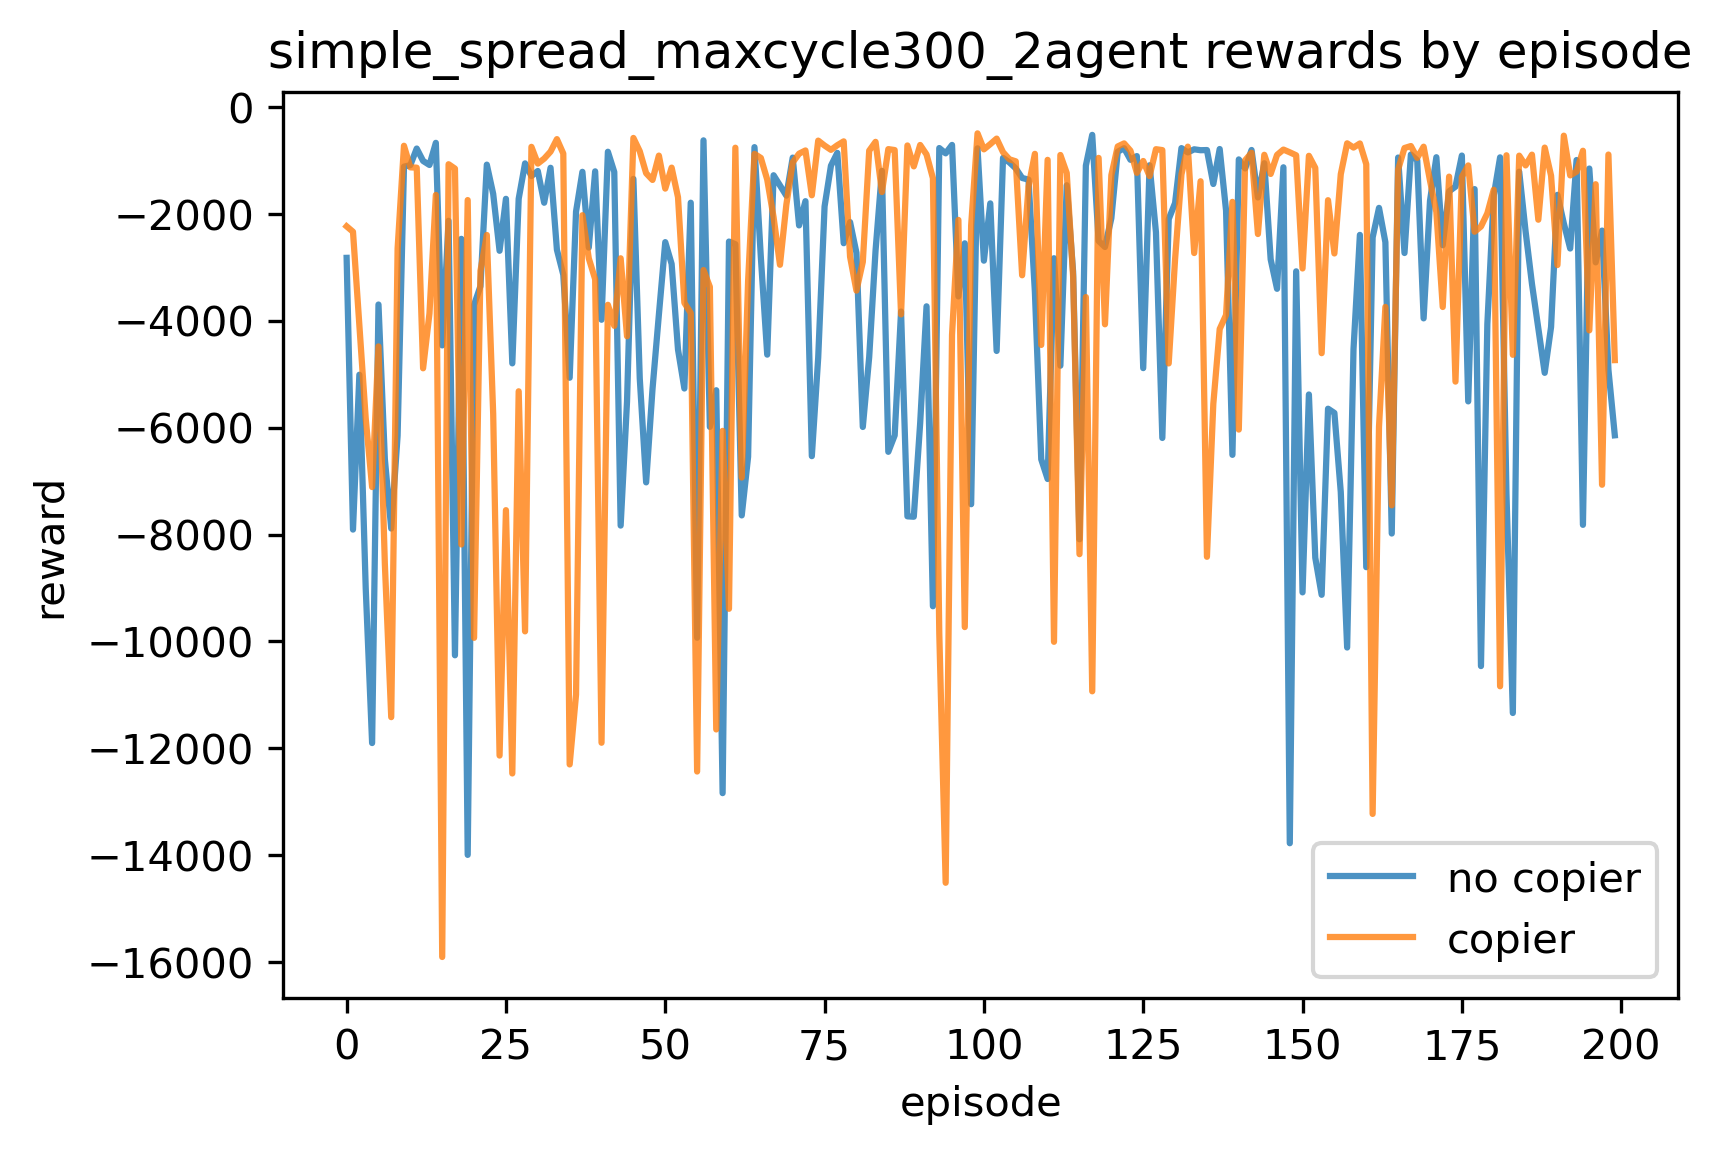 simple_spread_maxcycle300_2agent rewards by episode
0
−2000
−4000
−6000
−8000
−10000
−12000
−14000
−16000
reward
no copier
copier
0 25 50 75 100 125 150 175 200
episode